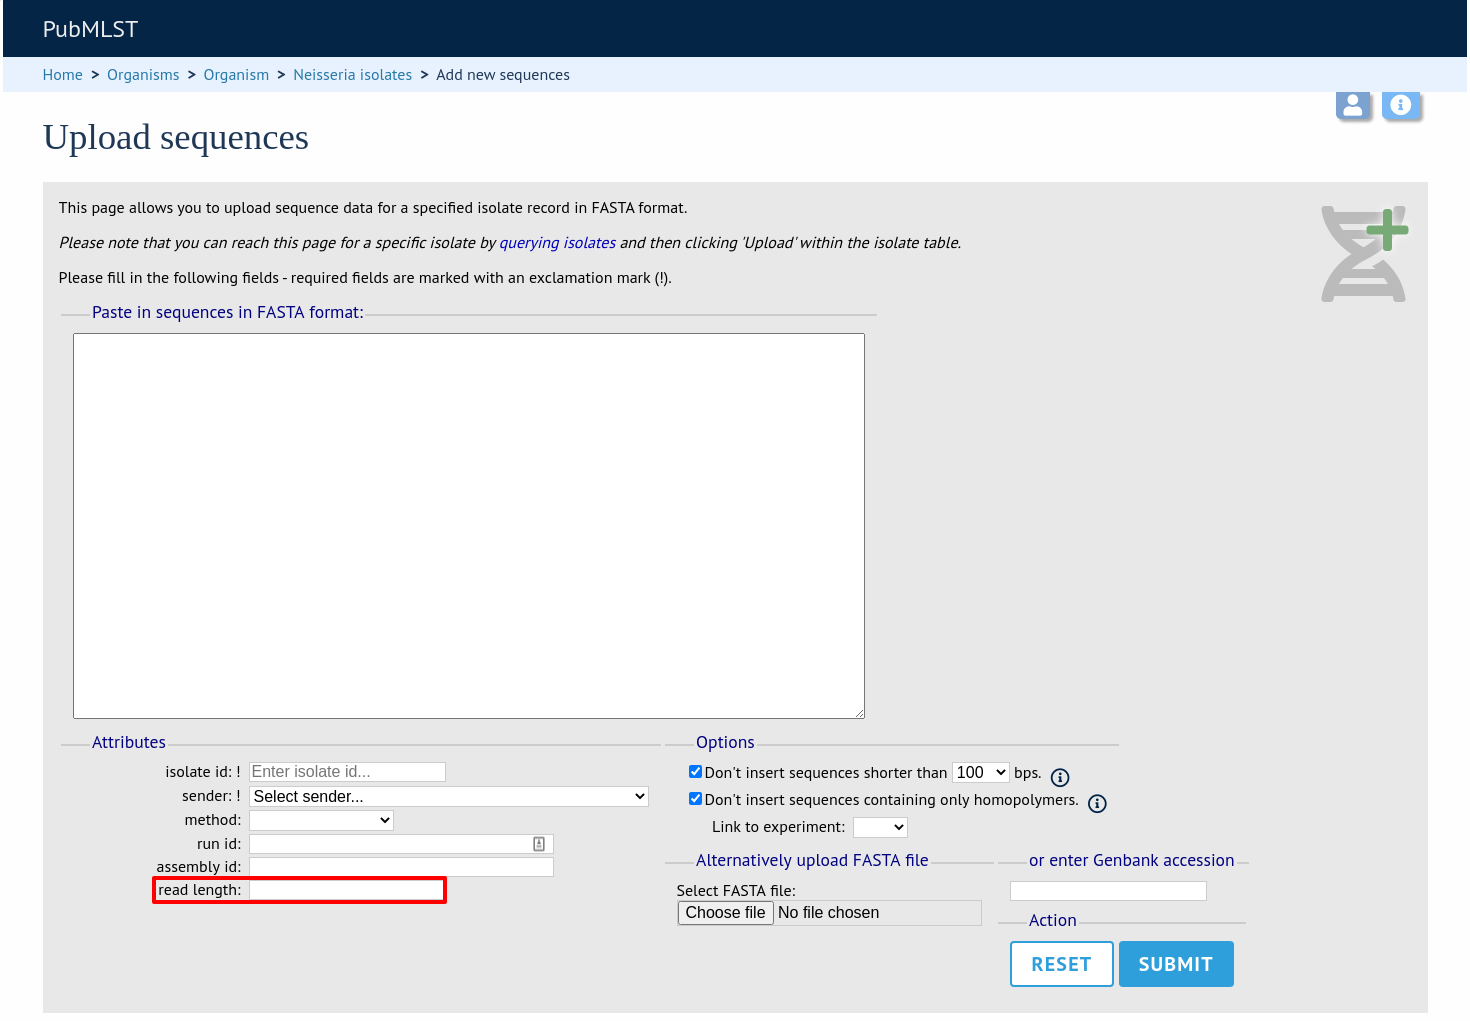 PubMLST
Home > Organisms > Organism > Neisseria isolates > Add new sequences
Upload sequences
This page allows you to upload sequence data for a specified isolate record in FASTA format.
Please note that you can reach this page for a specific isolate by querying isolates and then clicking 'Upload' within the isolate table.
Please fill in the following fields - required fields are marked with an exclamation mark (!).
Paste in sequences in FASTA format:
Attributes
isolate id: ! Enter isolate id...
sender: ! Select sender...
method:
run id:
assembly id:
read length:
Options
Don't insert sequences shorter than 100 bps.
Don't insert sequences containing only homopolymers.
Link to experiment:
Alternatively upload FASTA file
Select FASTA file:
Choose file No file chosen
or enter Genbank accession
Action
RESET SUBMIT